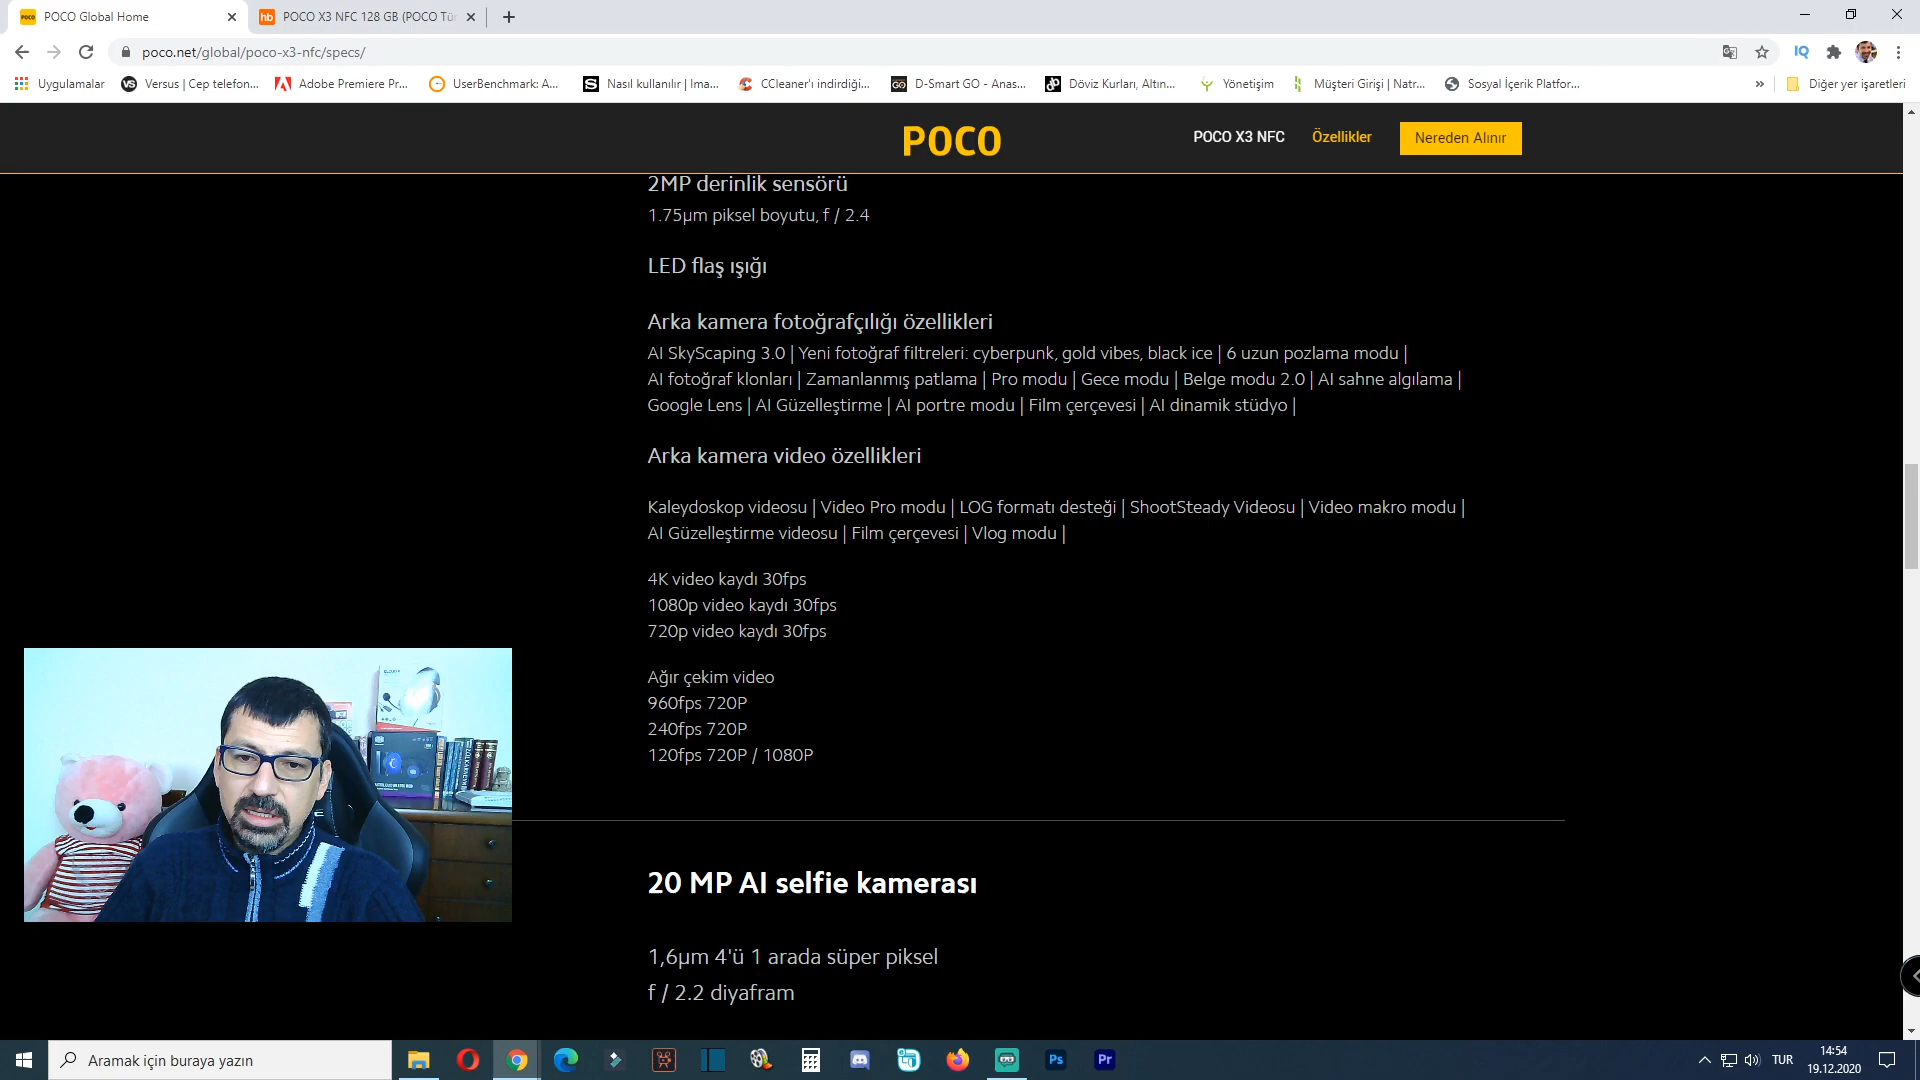 POCO Global Home
POCO X3 NFC 128 GB (POCO Tür
poco.net/global/poco-x3-nfc/specs/
Uygulamalar
Versus | Cep telefon...
Adobe Premiere Pr...
UserBenchmark: A...
Nasıl kullanılır | Ima...
CCleaner'ı indirdiği...
D-Smart GO - Anas...
Döviz Kurları, Altın...
Yönetişim
Müşteri Girişi | Natr...
Sosyal İçerik Platfor...
»
Diğer yer işaretleri
POCO
POCO X3 NFC
Özellikler
Nereden Alınır
2MP derinlik sensörü
1.75μm piksel boyutu, f / 2.4
LED flaş ışığı
Arka kamera fotoğrafçılığı özellikleri
AI SkyScaping 3.0 | Yeni fotoğraf filtreleri: cyberpunk, gold vibes, black ice | 6 uzun pozlama modu |
AI fotoğraf klonları | Zamanlanmış patlama | Pro modu | Gece modu | Belge modu 2.0 | AI sahne algılama |
Google Lens | AI Güzelleştirme | AI portre modu | Film çerçevesi | AI dinamik stüdyo |
Arka kamera video özellikleri
Kaleydoskop videosu | Video Pro modu | LOG formatı desteği | ShootSteady Videosu | Video makro modu |
AI Güzelleştirme videosu | Film çerçevesi | Vlog modu |
4K video kaydı 30fps
1080p video kaydı 30fps
720p video kaydı 30fps
Ağır çekim video
960fps 720P
240fps 720P
120fps 720P / 1080P
20 MP AI selfie kamerası
1,6μm 4'ü 1 arada süper piksel
f / 2.2 diyafram
Aramak için buraya yazın
Ps
Pr
TUR
14:54
19.12.2020